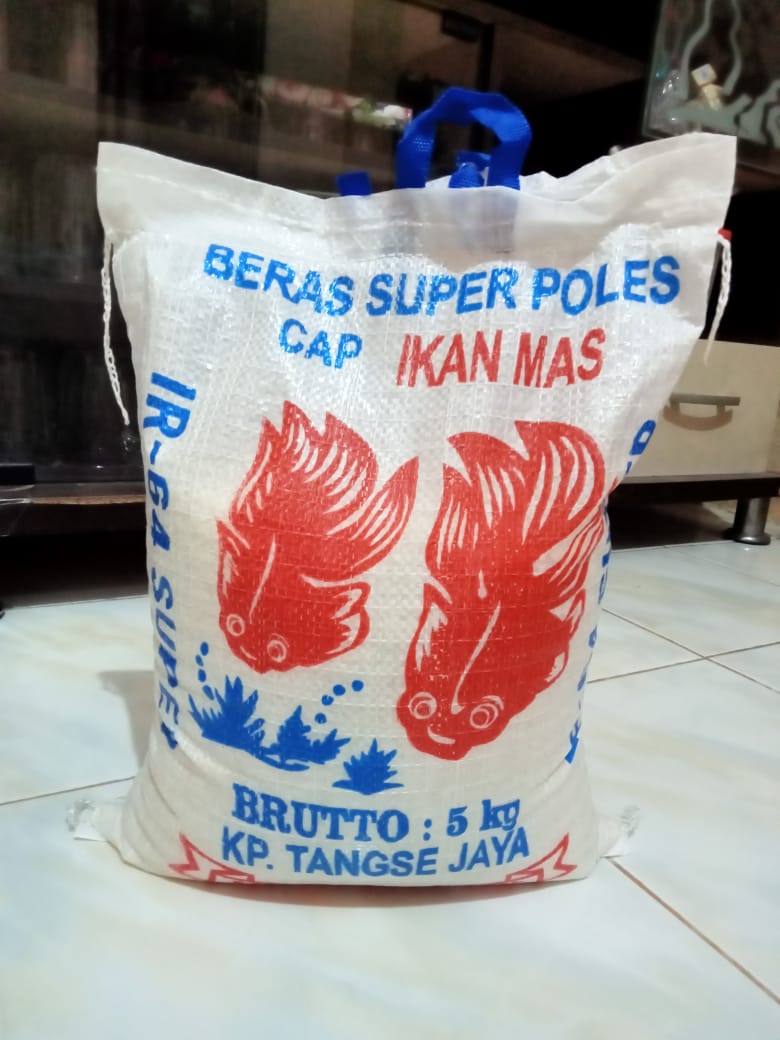 BERAS SUPER POLES
CAP IKAN MAS
IR-64 SUPER
BRUTTO : 5 kg
KP. TANGSE JAYA